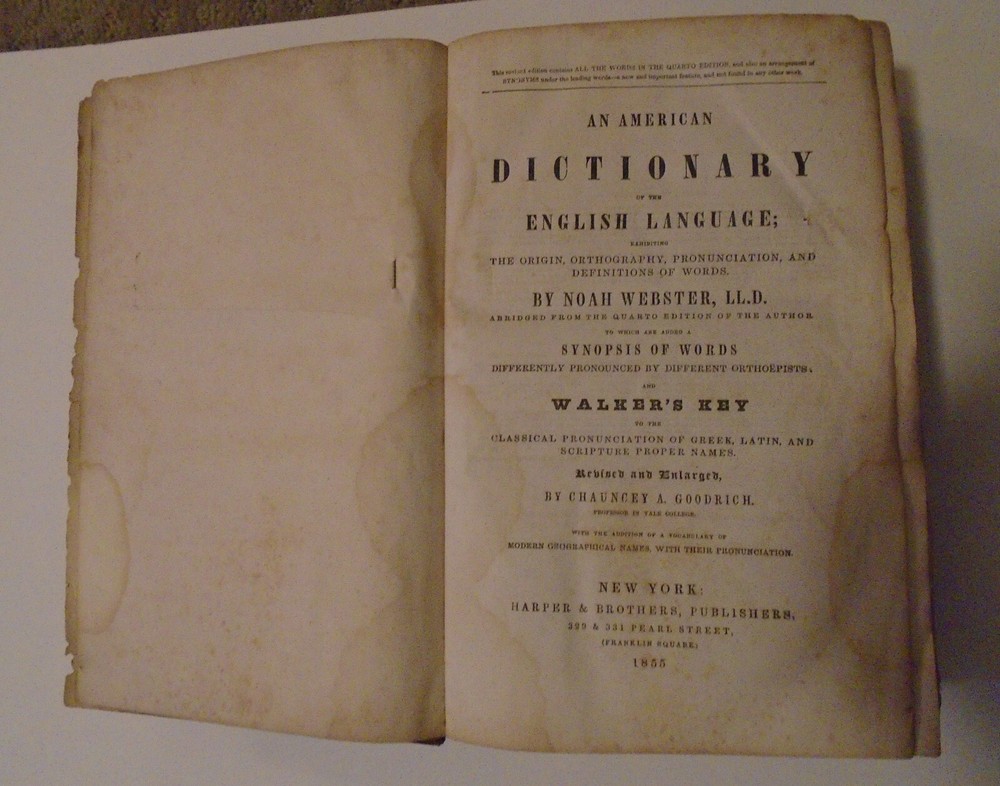 This revised edition contains ALL THE WORDS IN THE QUARTO EDITION, and also an arrangement of
SYNONYMS under the leading words—a new and important feature, and not found in any other work.
AN AMERICAN
DICTIONARY
OF THE
ENGLISH LANGUAGE;
EXHIBITING
THE ORIGIN, ORTHOGRAPHY, PRONUNCIATION, AND
DEFINITIONS OF WORDS.
BY NOAH WEBSTER, LL.D.
ABRIDGED FROM THE QUARTO EDITION OF THE AUTHOR.
TO WHICH ARE ADDED A
SYNOPSIS OF WORDS
DIFFERENTLY PRONOUNCED BY DIFFERENT ORTHOËPISTS,
AND
WALKER'S KEY
TO THE
CLASSICAL PRONUNCIATION OF GREEK, LATIN, AND
SCRIPTURE PROPER NAMES.
Revised and Enlarged,
BY CHAUNCEY A. GOODRICH,
PROFESSOR IN YALE COLLEGE.
WITH THE ADDITION OF A VOCABULARY OF
MODERN GEOGRAPHICAL NAMES, WITH THEIR PRONUNCIATION.
NEW YORK:
HARPER & BROTHERS, PUBLISHERS,
329 & 331 PEARL STREET,
(FRANKLIN SQUARE)
1855